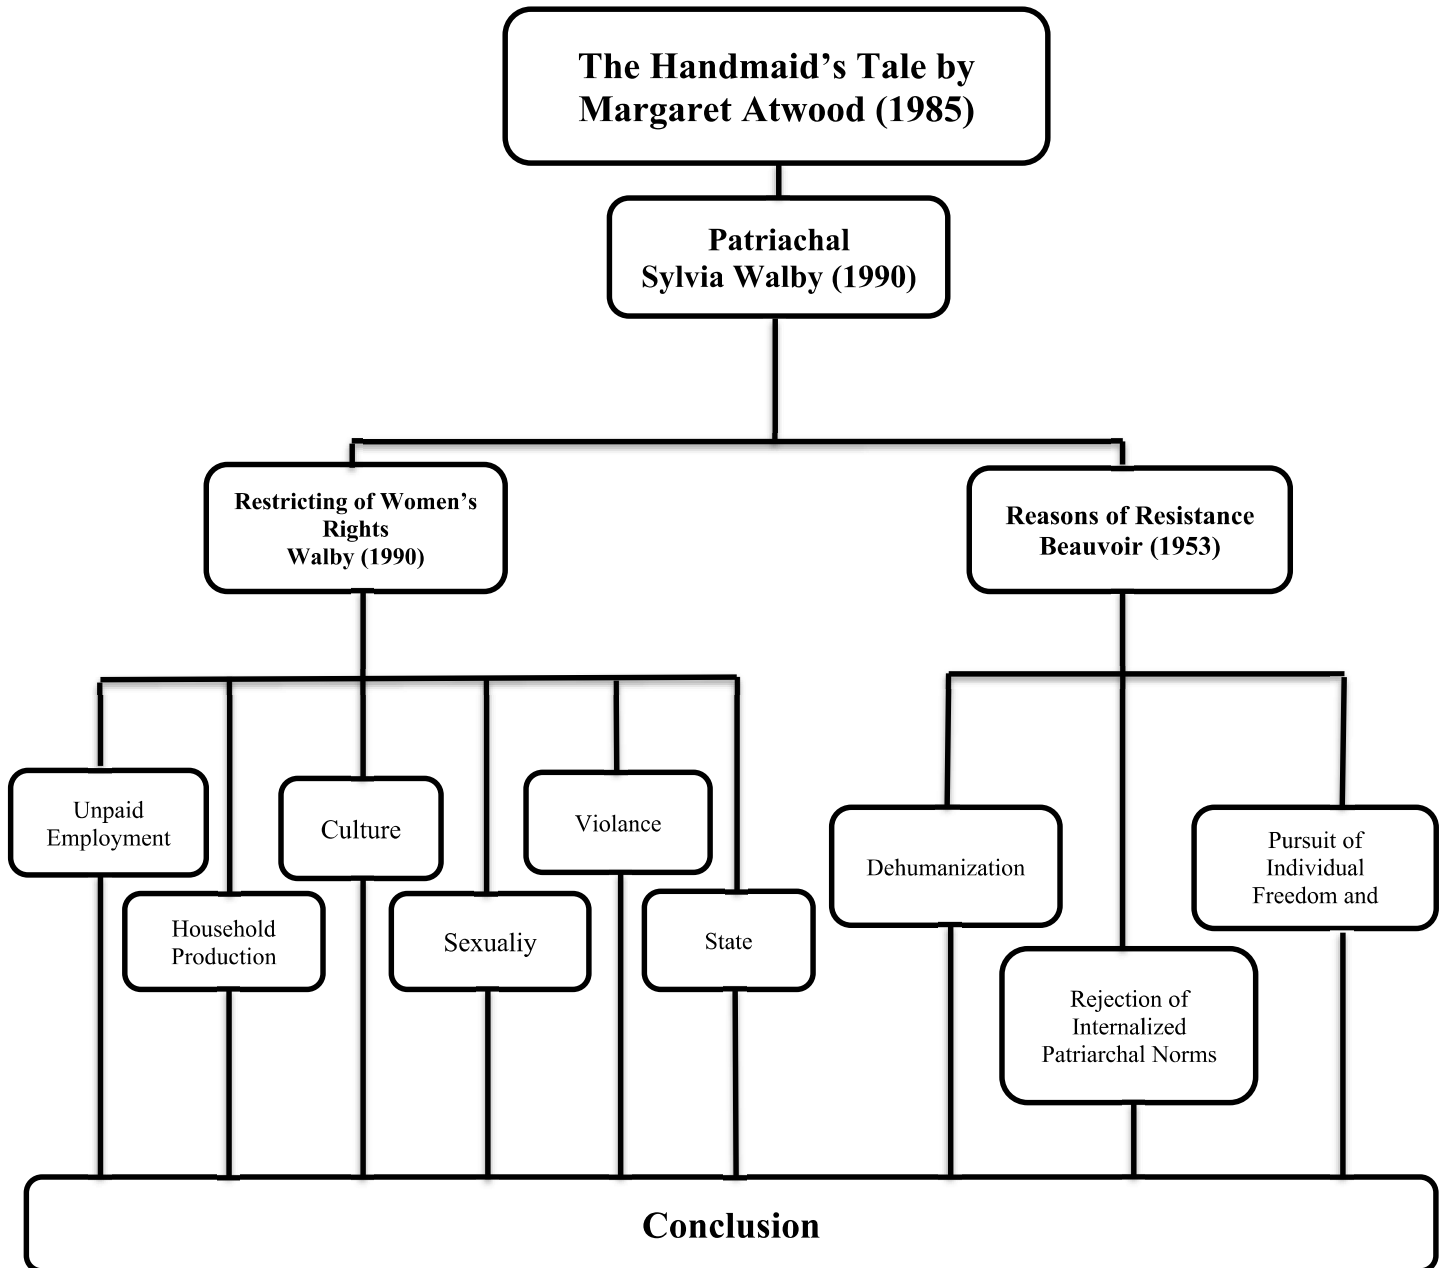 The Handmaid’s Tale by
Margaret Atwood (1985)
Patriachal
Sylvia Walby (1990)
Restricting of Women’s
Rights
Walby (1990)
Reasons of Resistance
Beauvoir (1953)
Unpaid
Employment
Household
Production
Culture
Sexualiy
Violance
State
Dehumanization
Rejection of
Internalized
Patriarchal Norms
Pursuit of
Individual
Freedom and
Conclusion